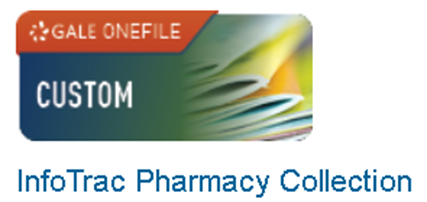 GALE ONEFILE
CUSTOM
InfoTrac Pharmacy Collection